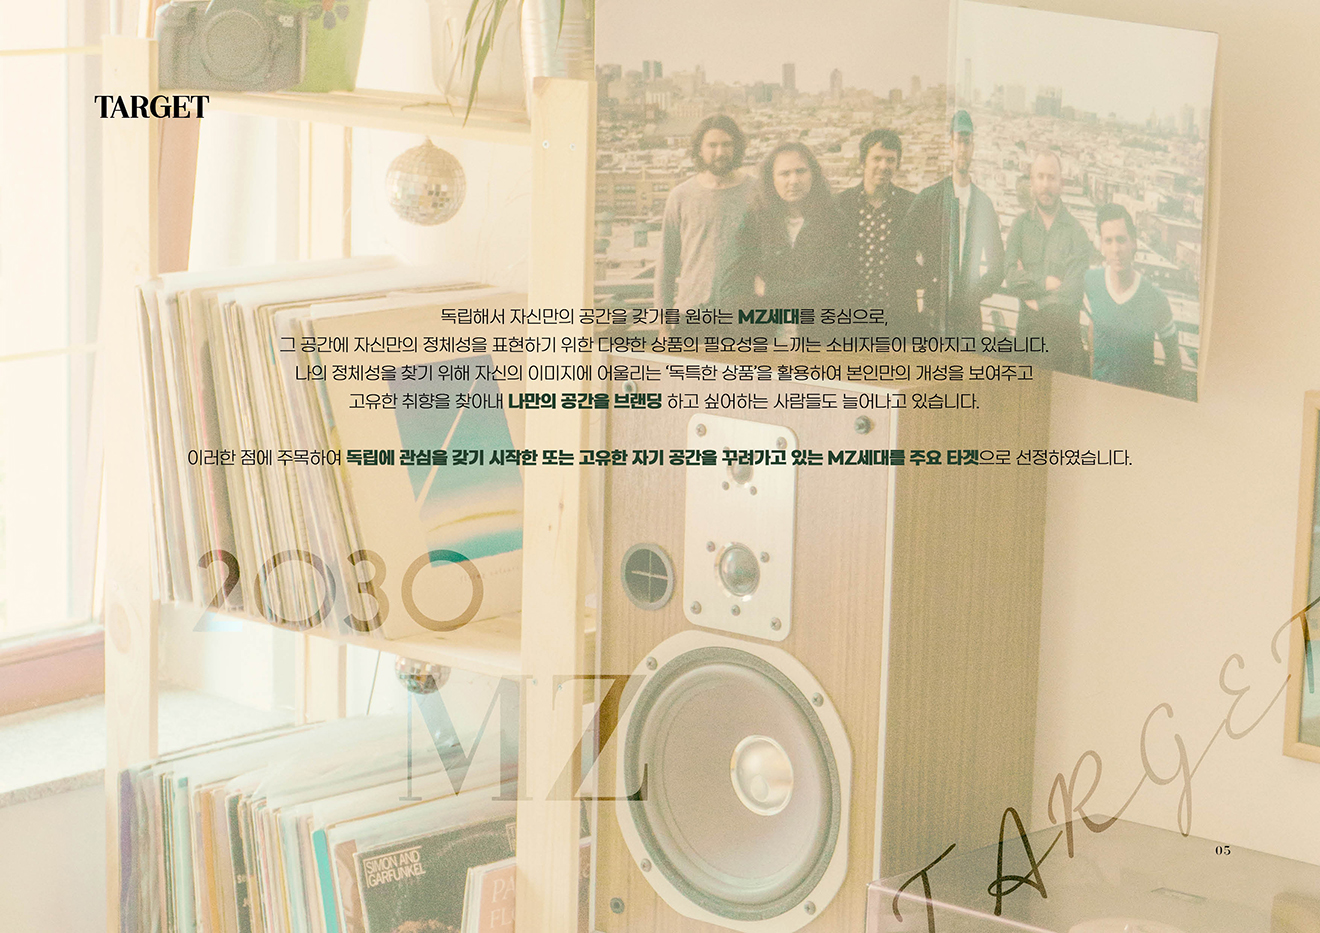 EOS
TARGET
독립해서 자신만의 공간을 갖기를 원하는 MZ세대를 중심으로,
그 공간에 자신만의 정체성을 표현하기 위한 다양한 상품의 필요성을 느끼는 소비자들이 많아지고 있습니다.
나의 정체성을 찾기 위해 자신의 이미지에 어울리는 '독특한 상품'을 활용하여 본인만의 개성을 보여주고
고유한 취향을 찾아내 나만의 공간을 브랜딩 하고 싶어하는 사람들도 늘어나고 있습니다.
이러한 점에 주목하여 독립에 관심을 갖기 시작한 또는 고유한 자기 공간을 꾸려가고 있는 MZ세대를 주요 타겟으로 선정하였습니다.
2030
MZ
TARGET
SIMON AND
GARFUNKEL
05